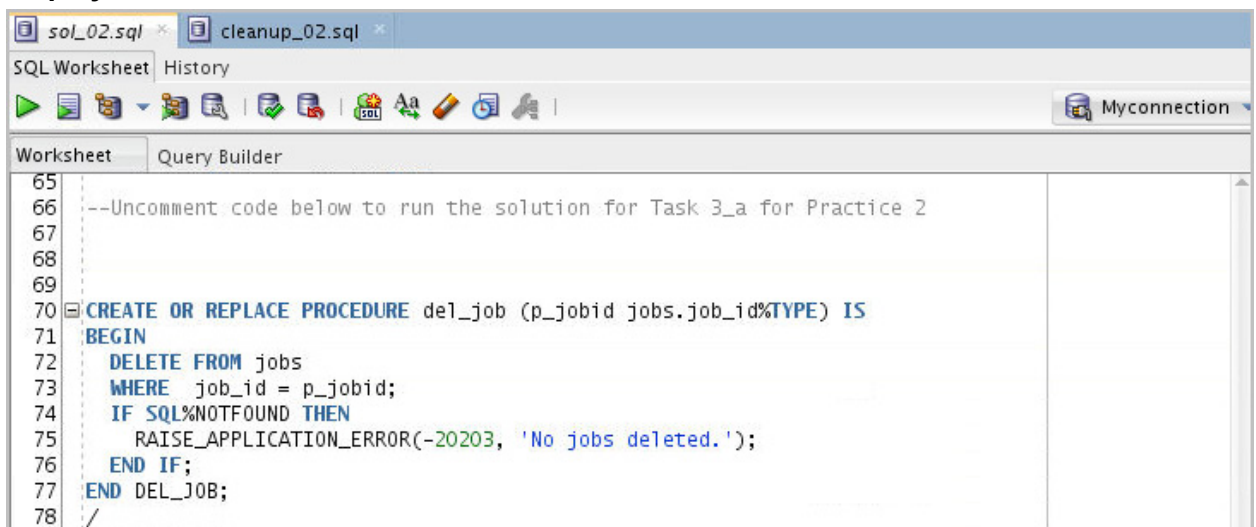 sol_02.sql cleanup_02.sql
SQL Worksheet History
SQL Aa Myconnection
Worksheet Query Builder
65
66 --Uncomment code below to run the solution for Task 3_a for Practice 2
67
68
69
70 CREATE OR REPLACE PROCEDURE del_job (p_jobid jobs.job_id%TYPE) IS
71 BEGIN
72 DELETE FROM jobs
73 WHERE job_id = p_jobid;
74 IF SQL%NOTFOUND THEN
75 RAISE_APPLICATION_ERROR(-20203, 'No jobs deleted.');
76 END IF;
77 END DEL_JOB;
78 /